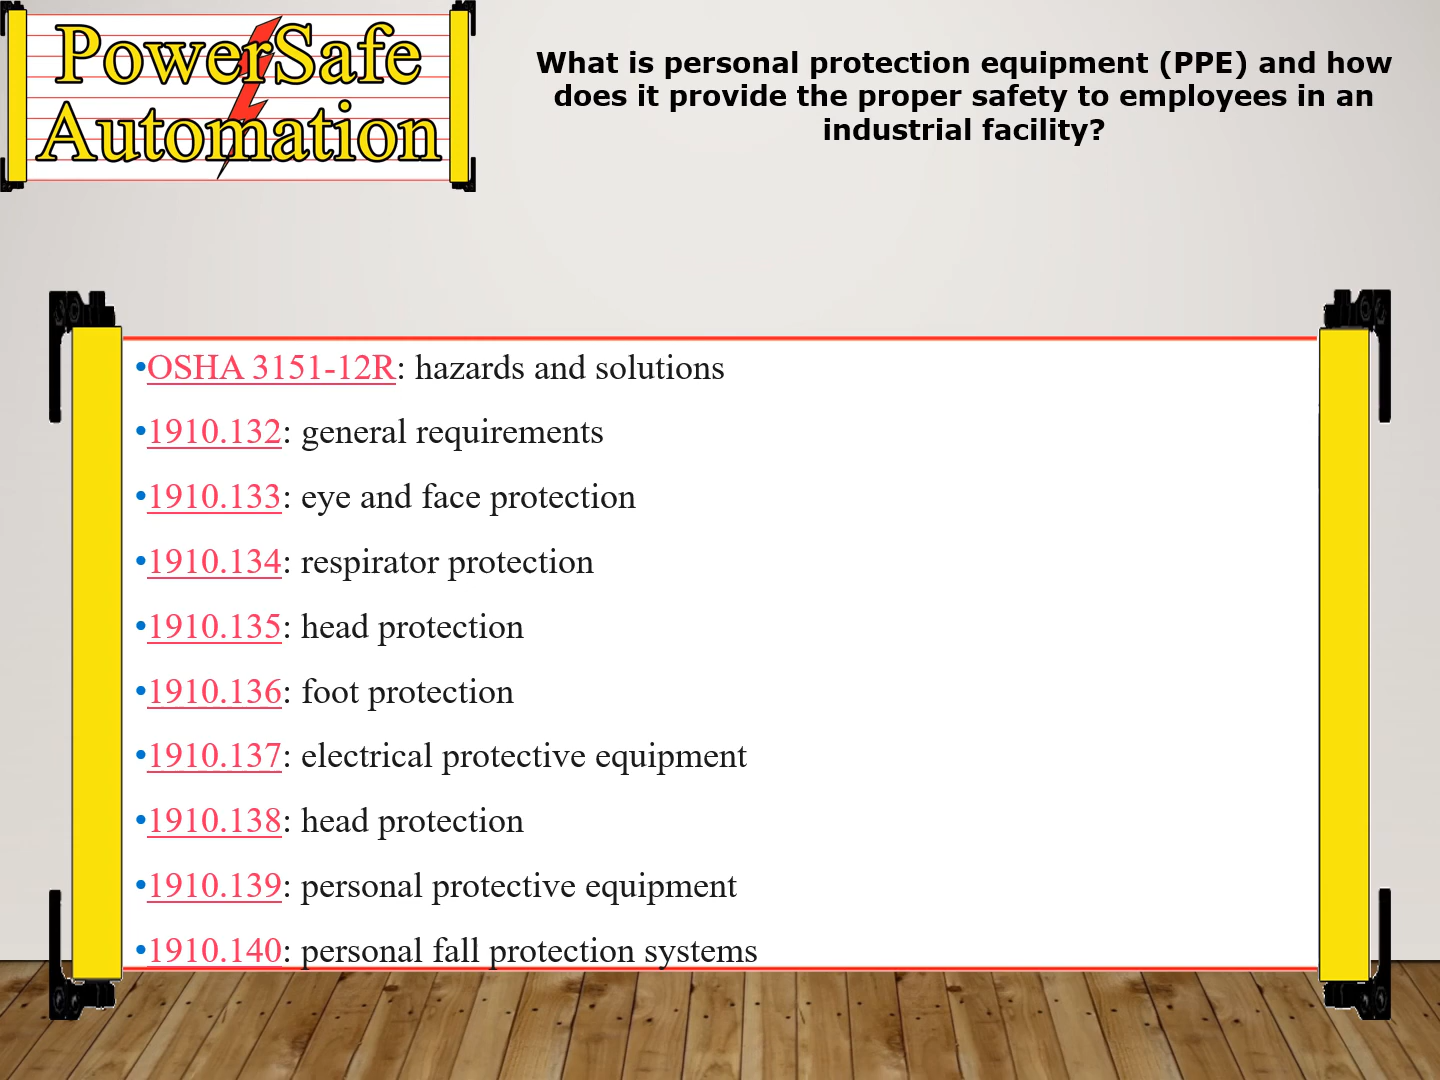 PowerSafe
Automation
What is personal protection equipment (PPE) and how
does it provide the proper safety to employees in an
industrial facility?
•OSHA 3151-12R: hazards and solutions
•1910.132: general requirements
•1910.133: eye and face protection
•1910.134: respirator protection
•1910.135: head protection
•1910.136: foot protection
•1910.137: electrical protective equipment
•1910.138: head protection
•1910.139: personal protective equipment
•1910.140: personal fall protection systems